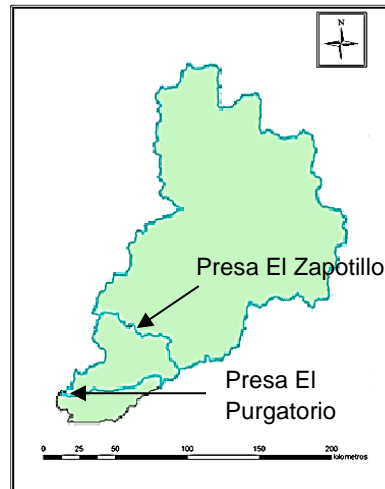 N
Presa El Zapotillo
Presa El
Purgatorio
0 25 50 100 150 200
kilometros